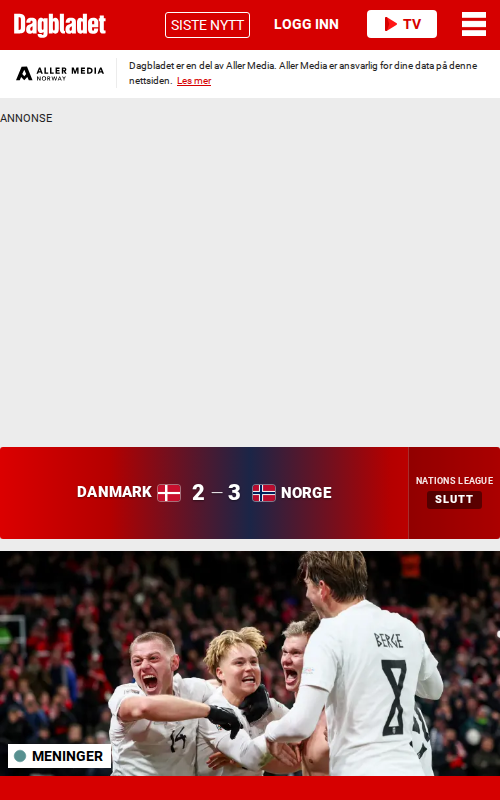 Dagbladet
SISTE NYTT
LOGG INN
TV
ALLER MEDIA
NORWAY
Dagbladet er en del av Aller Media. Aller Media er ansvarlig for dine data på denne
nettsiden. Les mer
ANNONSE
DANMARK 2 – 3 NORGE
NATIONS LEAGUE
SLUTT
BERGE
8
14
MENINGER